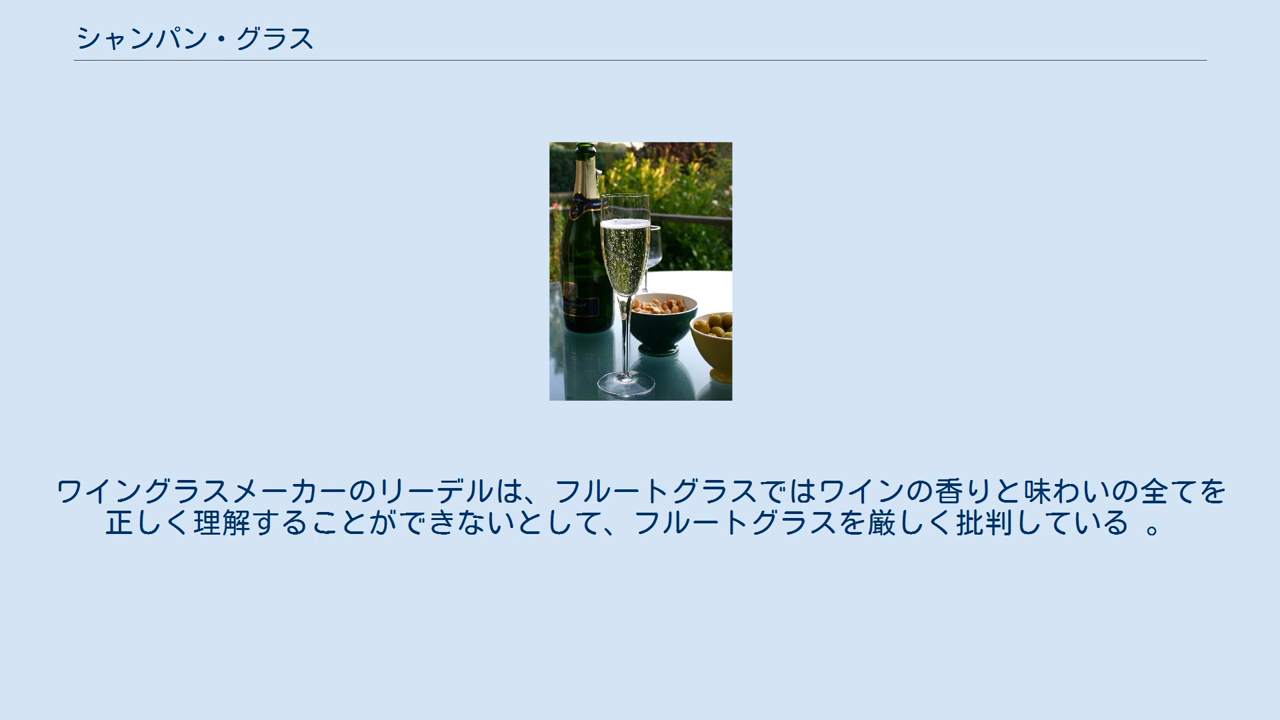 シャンパン・グラス
ワイングラスメーカーのリーデルは、フルートグラスではワインの香りと味わいの全てを
正しく理解することができないとして、フルートグラスを厳しく批判している 。